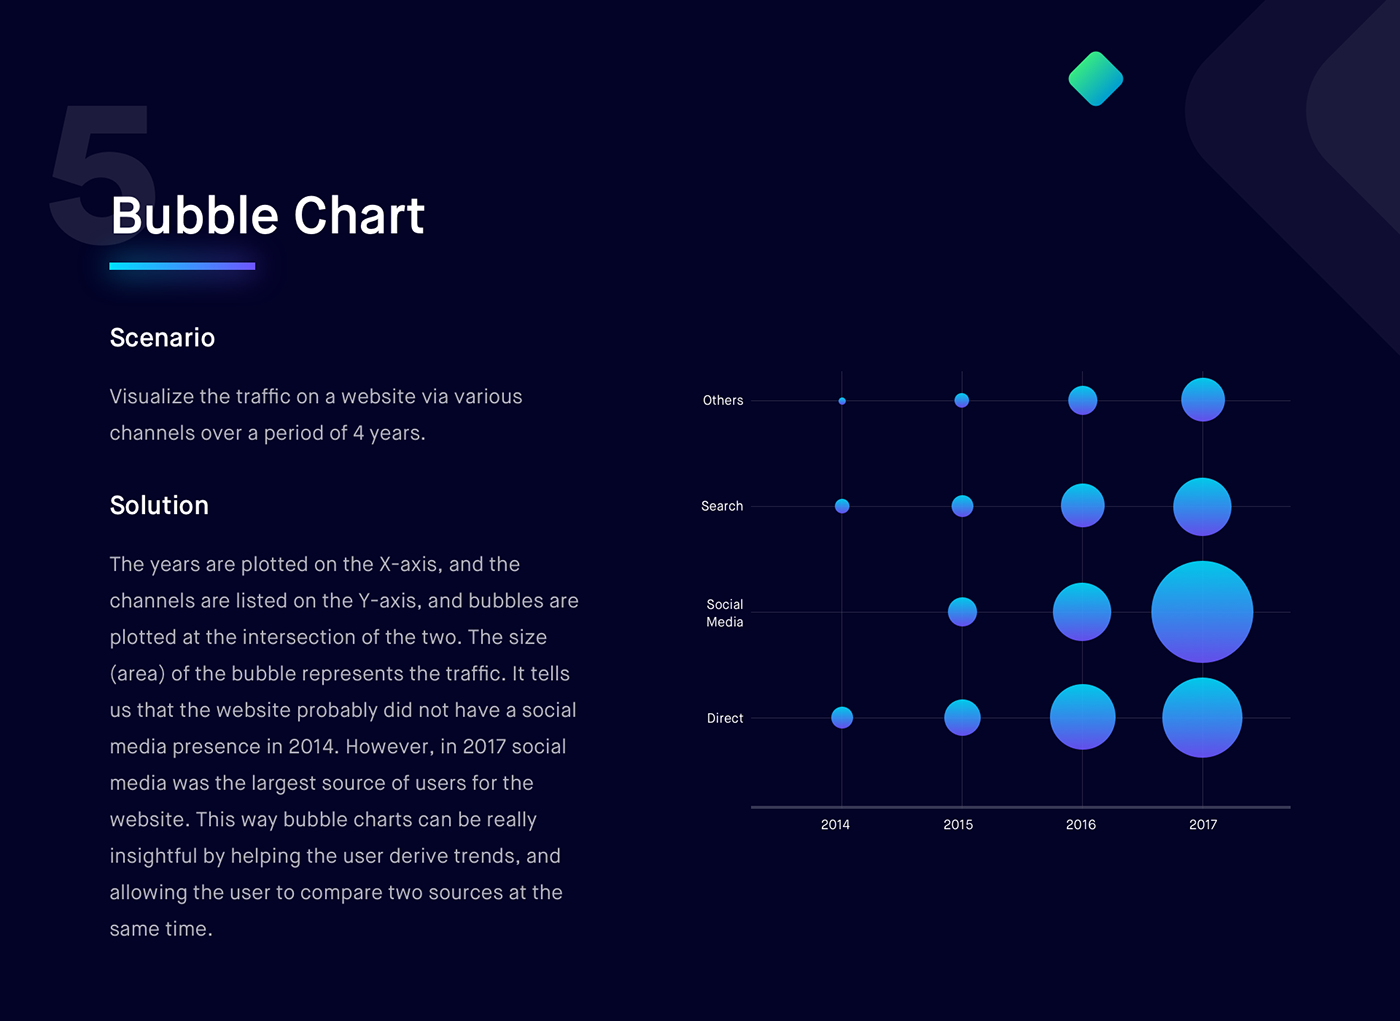 5
Bubble Chart
Scenario
Visualize the traffic on a website via various
channels over a period of 4 years.
Solution
The years are plotted on the X-axis, and the
channels are listed on the Y-axis, and bubbles are
plotted at the intersection of the two. The size
(area) of the bubble represents the traffic. It tells
us that the website probably did not have a social
media presence in 2014. However, in 2017 social
media was the largest source of users for the
website. This way bubble charts can be really
insightful by helping the user derive trends, and
allowing the user to compare two sources at the
same time.
Others
Search
Social
Media
Direct
2014 2015 2016 2017